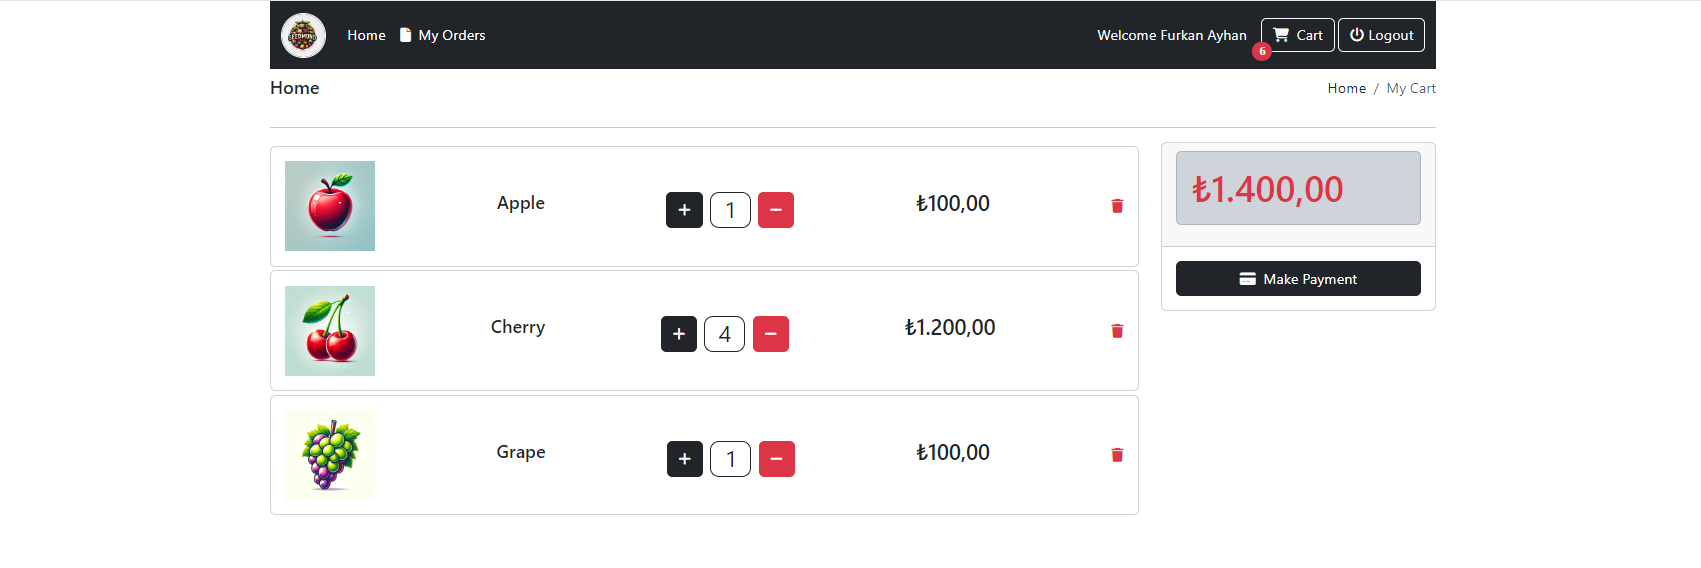 SEEDMUND
Home My Orders Welcome Furkan Ayhan 6 Cart Logout
Home Home / My Cart
Apple + 1 − ₺100,00
₺1.400,00
Make Payment
Cherry + 4 − ₺1.200,00
Grape + 1 − ₺100,00